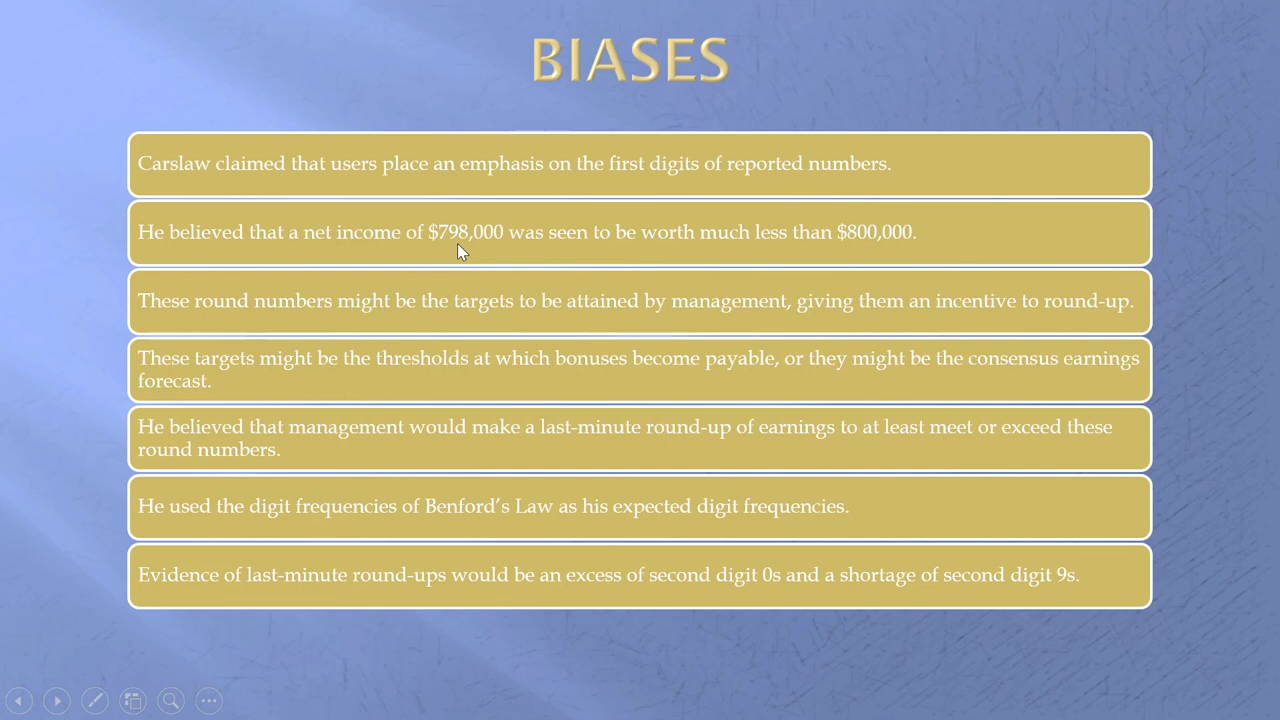 BIASES
Carslaw claimed that users place an emphasis on the first digits of reported numbers.
He believed that a net income of $798,000 was seen to be worth much less than $800,000.
These round numbers might be the targets to be attained by management, giving them an incentive to round-up.
These targets might be the thresholds at which bonuses become payable, or they might be the consensus earnings
forecast.
He believed that management would make a last-minute round-up of earnings to at least meet or exceed these
round numbers.
He used the digit frequencies of Benford’s Law as his expected digit frequencies.
Evidence of last-minute round-ups would be an excess of second digit 0s and a shortage of second digit 9s.